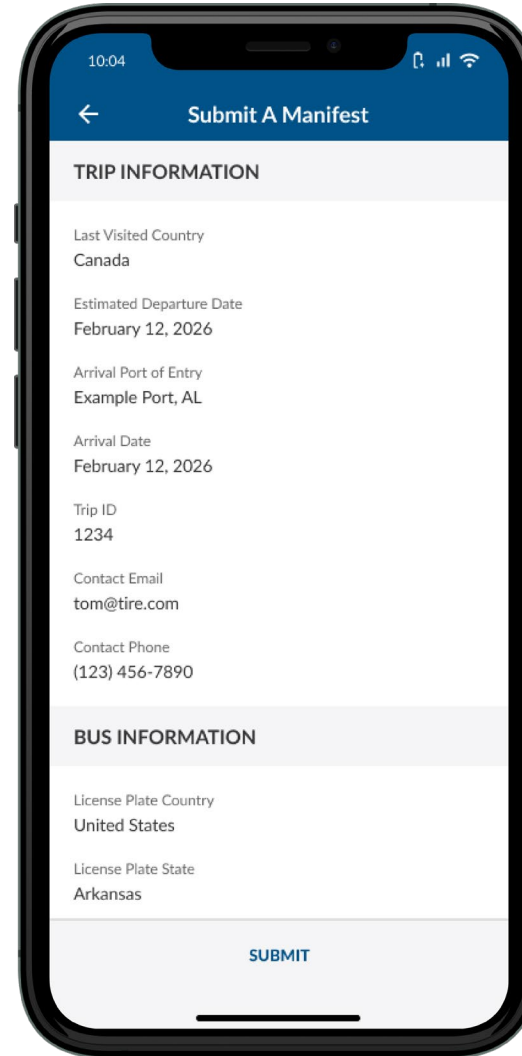 10:04
Submit A Manifest
TRIP INFORMATION
Last Visited Country
Canada
Estimated Departure Date
February 12, 2026
Arrival Port of Entry
Example Port, AL
Arrival Date
February 12, 2026
Trip ID
1234
Contact Email
tom@tire.com
Contact Phone
(123) 456-7890
BUS INFORMATION
License Plate Country
United States
License Plate State
Arkansas
SUBMIT